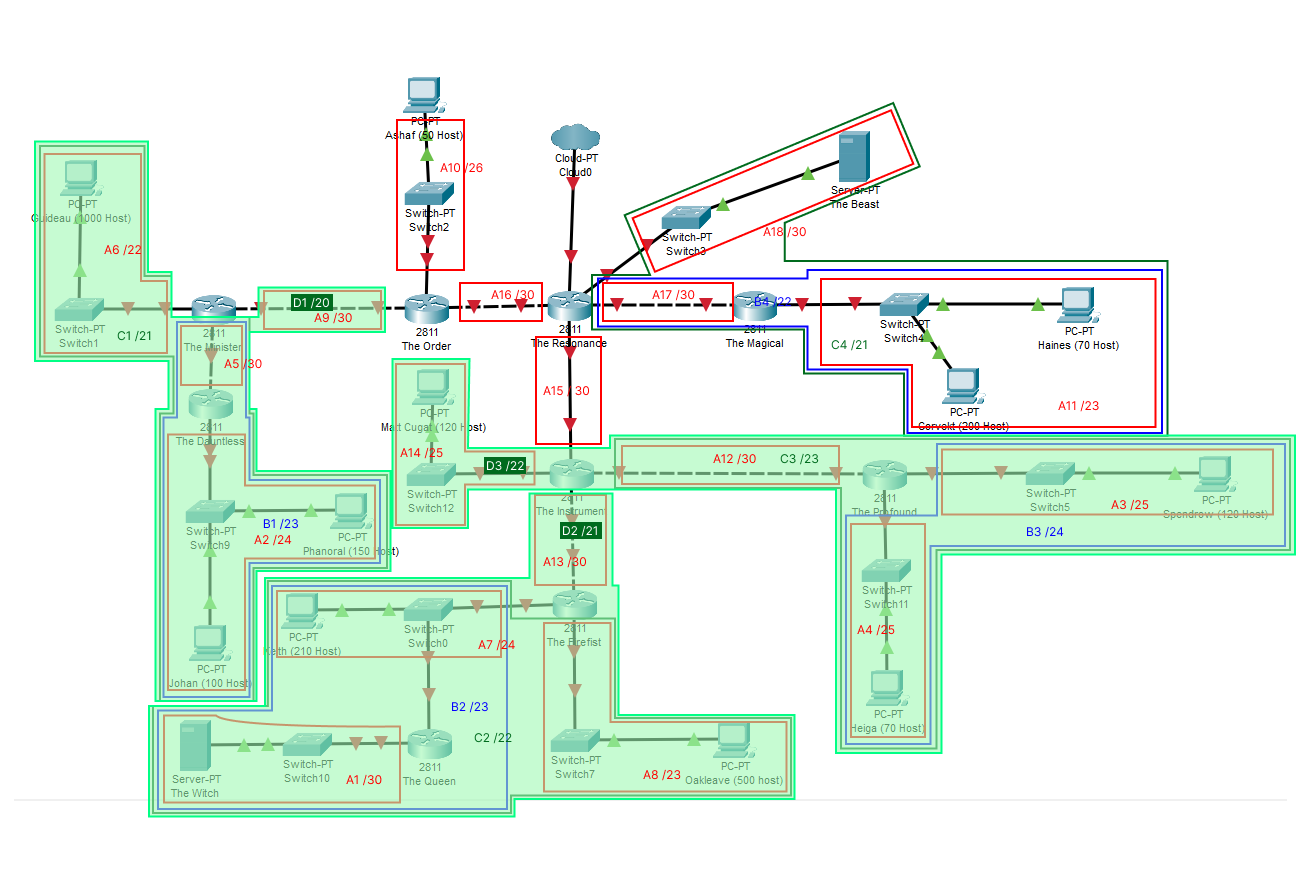 PC-PT
Ashaf (50 Host)
A10 /26
Switch-PT
Switch2
Cloud-PT
Cloud0
Server-PT
The Beast
Switch-PT
Switch3
A18 /30
PC-PT
Guideau (1000 Host)
A6 /22
Switch-PT
Switch1
C1 /21
2811
The Minister
D1 /20
A9 /30
2811
The Order
A16 /30
2811
The Resonance
A17 /30
B4 /22
2811
The Magical
Switch-PT
Switch4
C4 /21
PC-PT
Haines (70 Host)
PC-PT
Corvekt (200 Host)
A11 /23
A5 /30
2811
The Dauntless
A15 / 30
PC-PT
Matt Cugat (120 Host)
A14 /25
Switch-PT
Switch12
D3 /22
2811
The Instrument
A12 /30
C3 /23
2811
The Profound
Switch-PT
Switch5
A3 /25
PC-PT
Spendrow (120 Host)
B3 /24
Switch-PT
Switch9
B1 /23
A2 /24
PC-PT
Phanoral (150 Host)
D2 /21
A13 /30
Switch-PT
Switch11
A4 /25
PC-PT
Heiga (70 Host)
PC-PT
Johan (100 Host)
PC-PT
Keith (210 Host)
Switch-PT
Switch0
A7 /24
2811
The Firefist
B2 /23
C2 /22
Server-PT
The Witch
Switch-PT
Switch10
A1 /30
2811
The Queen
Switch-PT
Switch7
A8 /23
PC-PT
Oakleave (500 host)